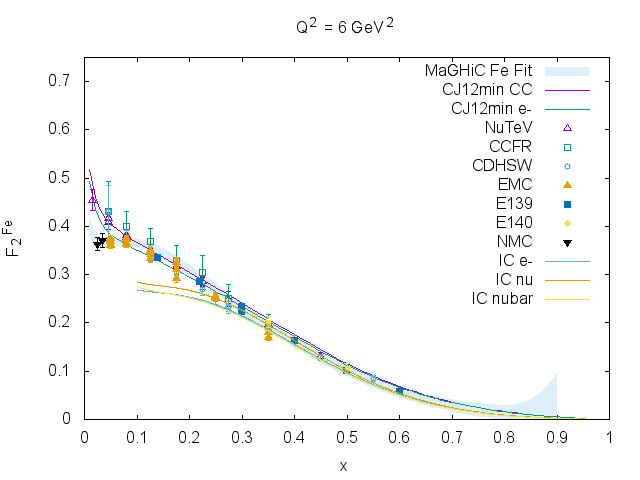 Q² = 6 GeV²
MaGHiC Fe Fit
CJ12min CC
CJ12min e-
NuTeV
CCFR
CDHSW
EMC
E139
E140
NMC
IC e-
IC nu
IC nubar
0.7
0.6
0.5
0.4
0.3
0.2
0.1
0
F₂ Fe
0 0.1 0.2 0.3 0.4 0.5 0.6 0.7 0.8 0.9 1
x